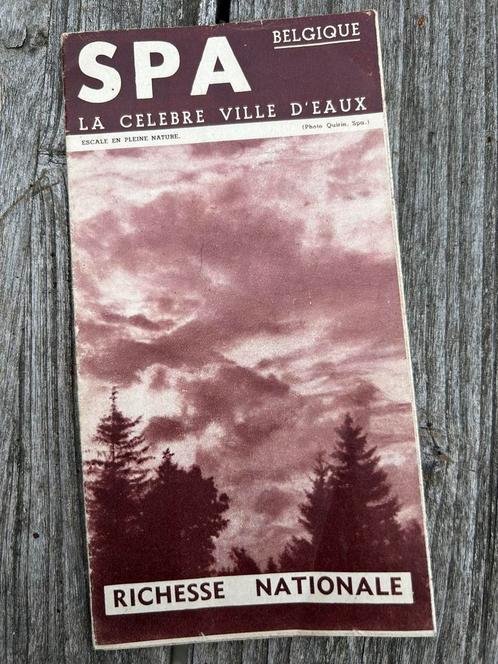 SPA
BELGIQUE
LA CELEBRE VILLE D'EAUX
ESCALE EN PLEINE NATURE.
(Photo Quirin, Spa.)
RICHESSE NATIONALE